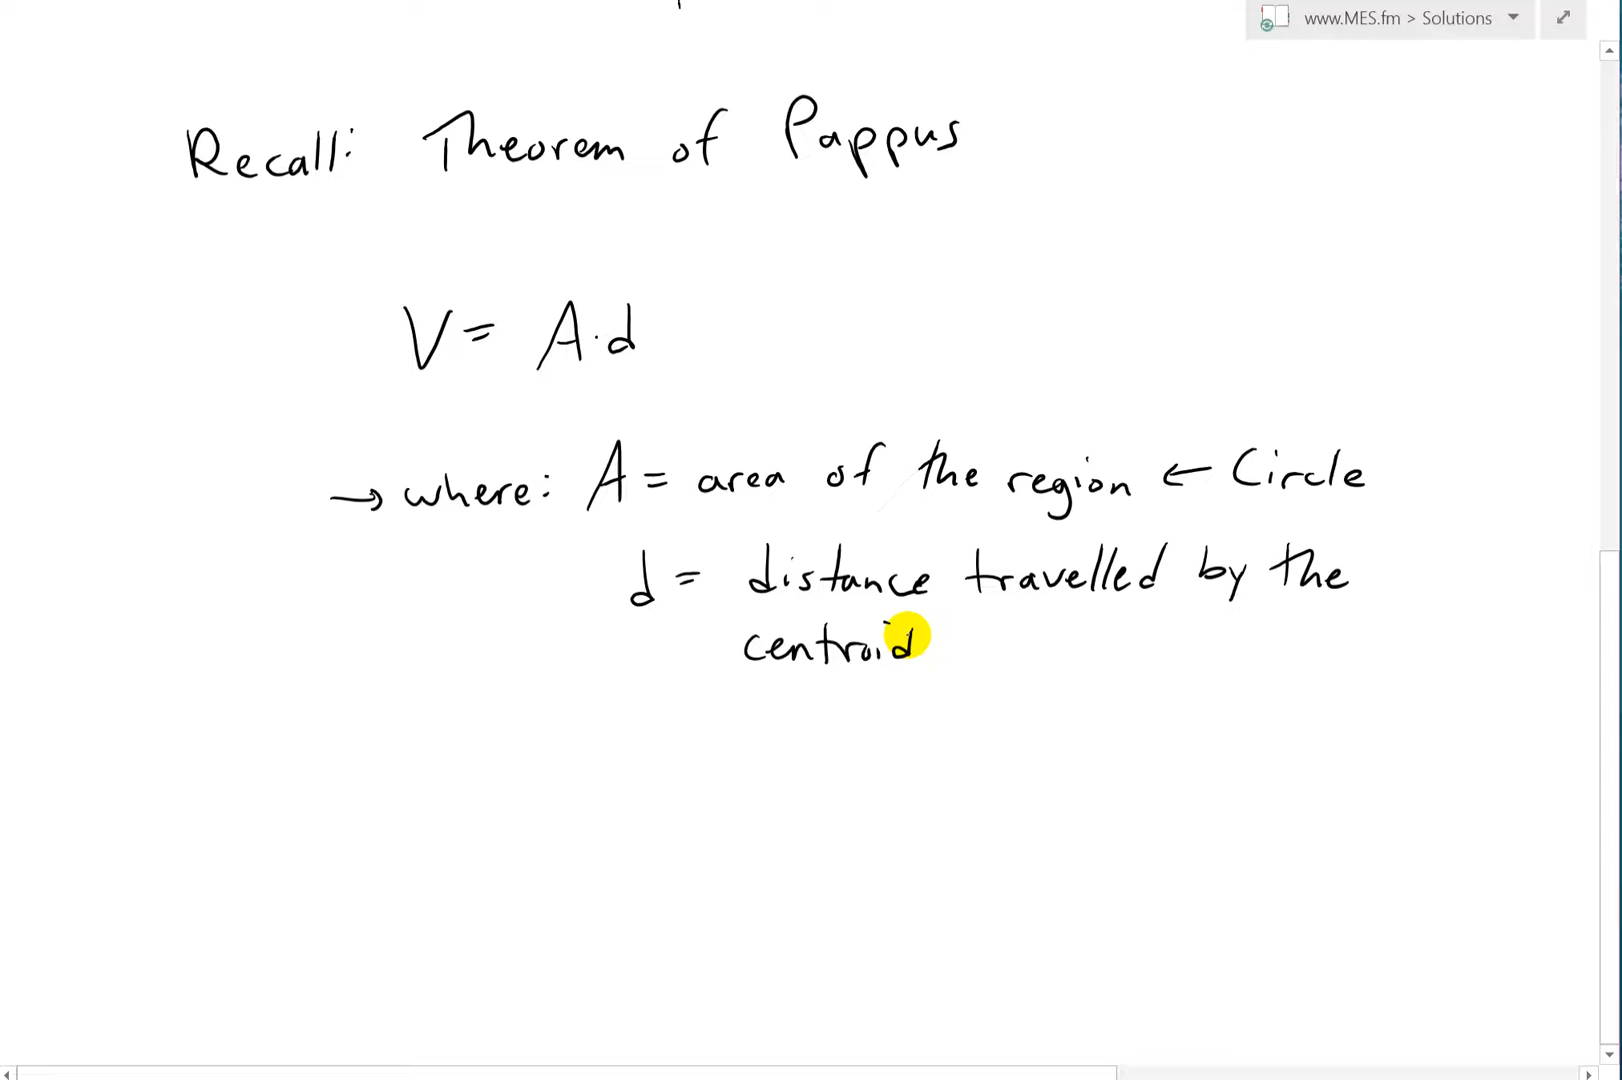 www.MES.fm > Solutions
Recall: Theorem of Pappus
V = A·d
→ where: A = area of the region ← Circle
d = distance travelled by the
centroid